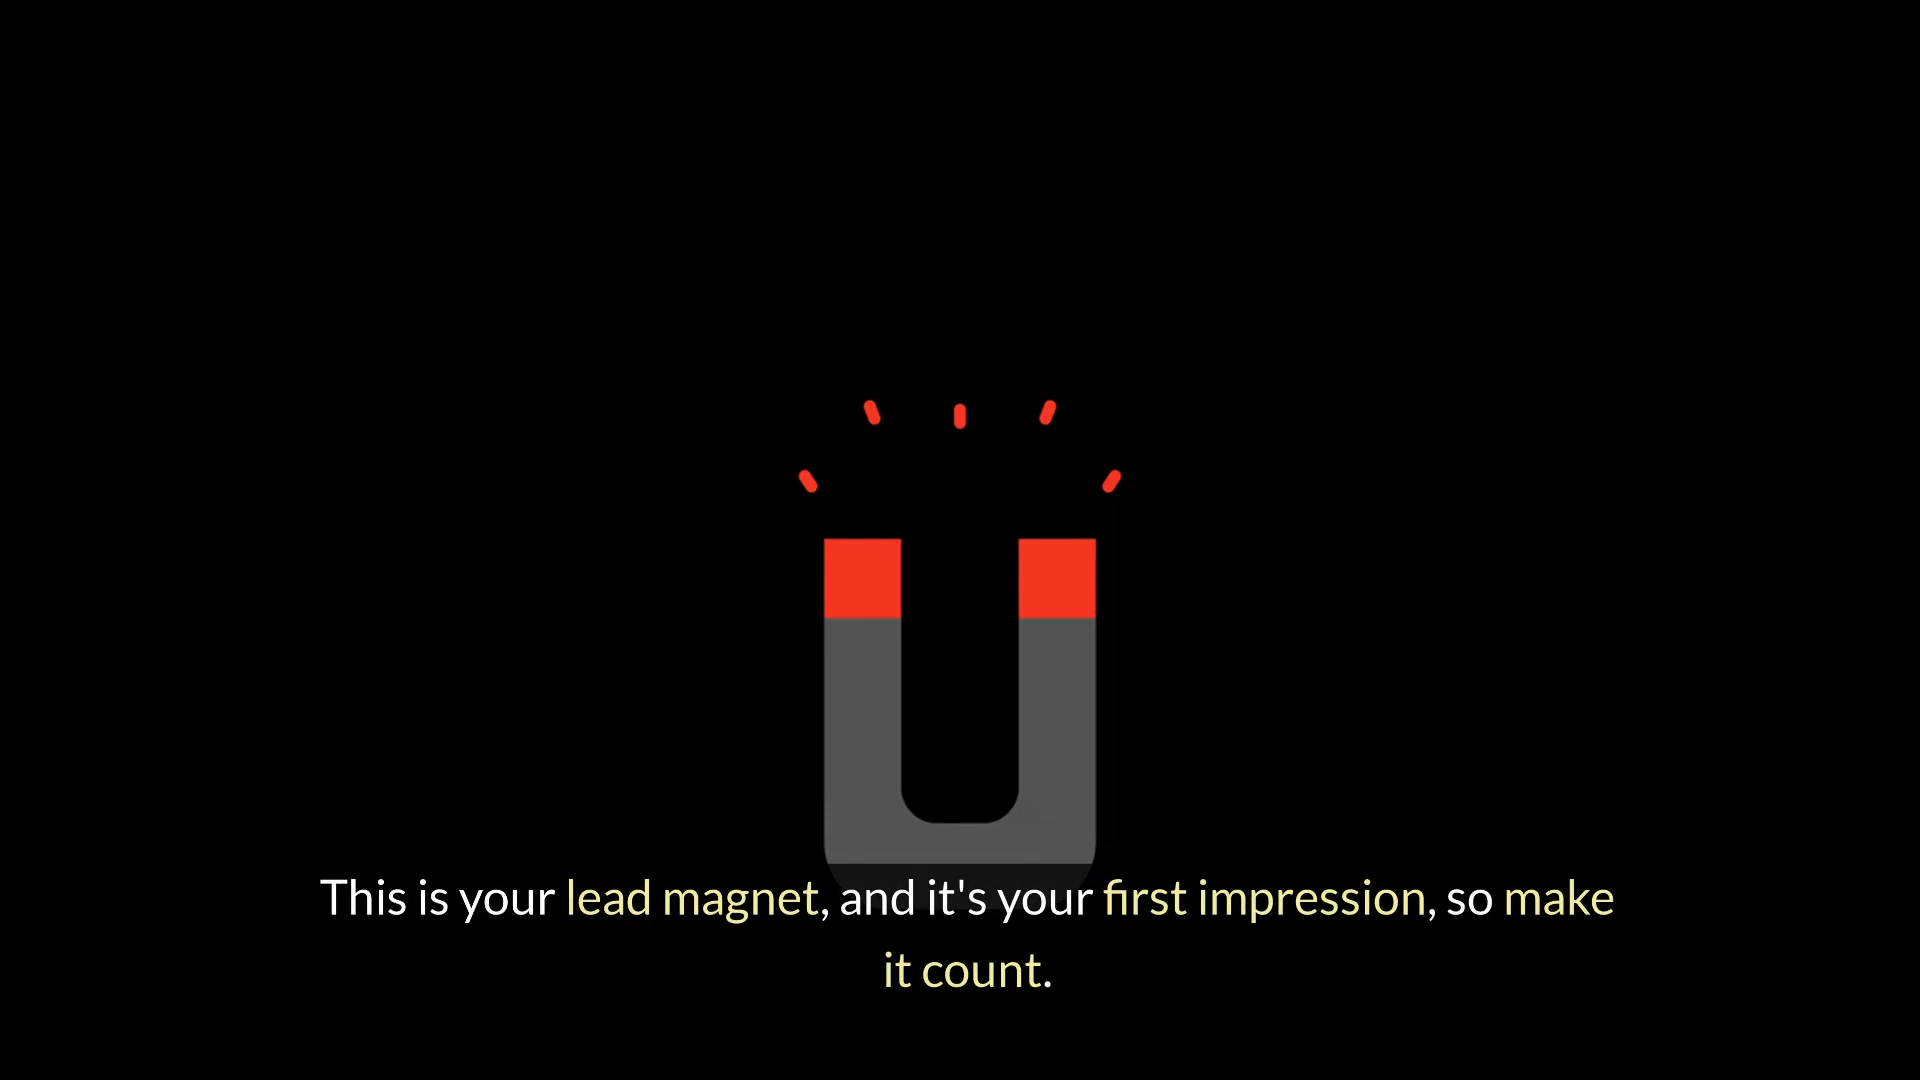 This is your lead magnet, and it's your first impression, so make
it count.